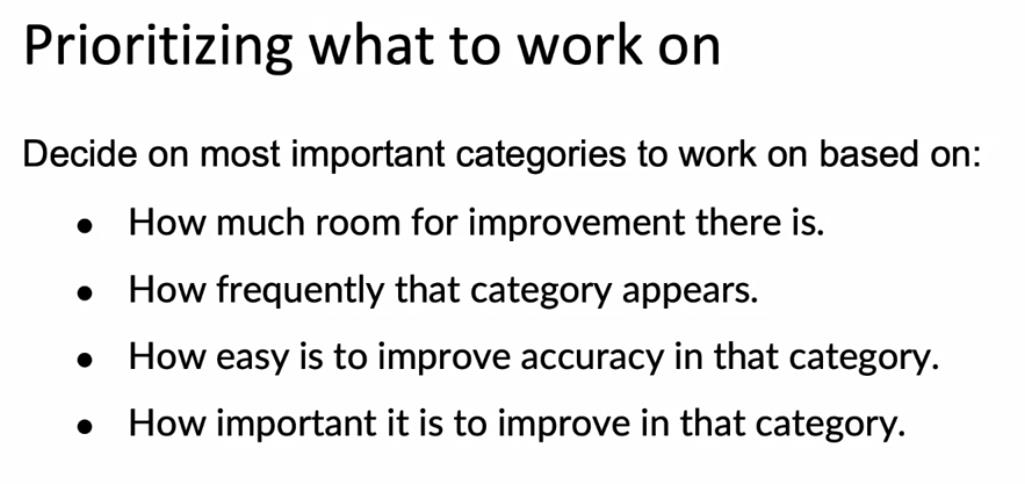 Prioritizing what to work on
Decide on most important categories to work on based on:
● How much room for improvement there is.
● How frequently that category appears.
● How easy is to improve accuracy in that category.
● How important it is to improve in that category.